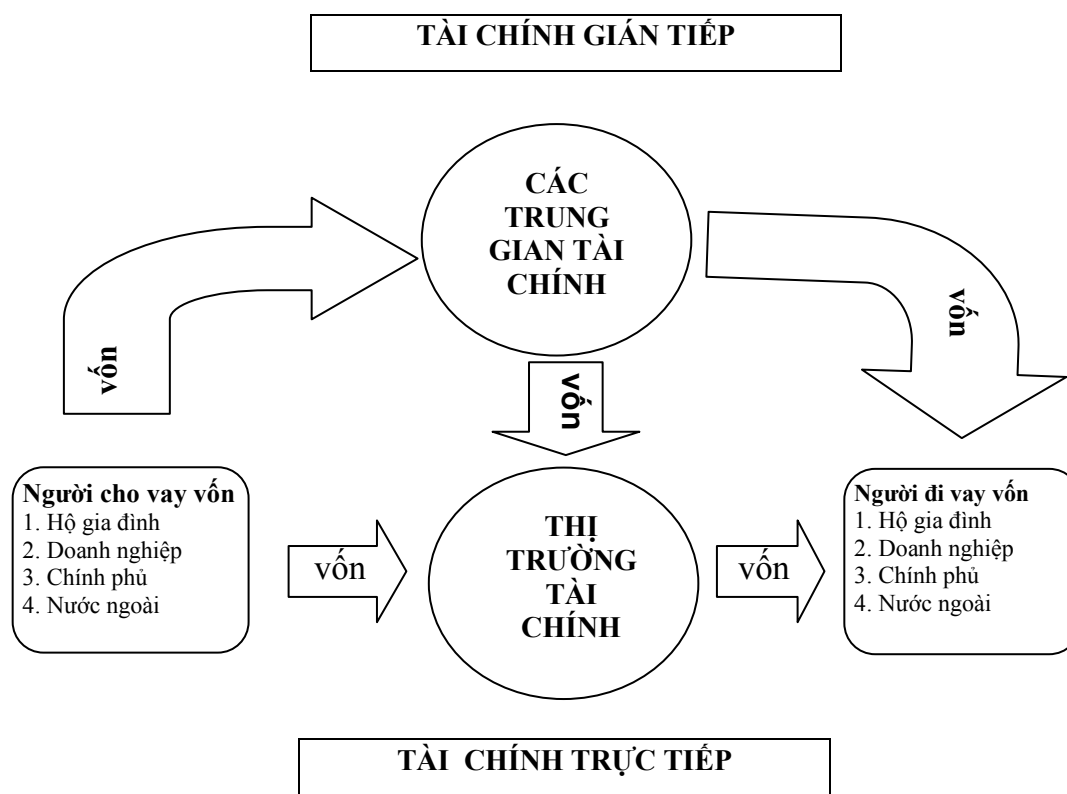 TÀI CHÍNH GIÁN TIẾP
CÁC
TRUNG
GIAN TÀI
CHÍNH
vốn
vốn
vốn
Người cho vay vốn
1. Hộ gia đình
2. Doanh nghiệp
3. Chính phủ
4. Nước ngoài
vốn
THỊ
TRƯỜNG
TÀI
CHÍNH
vốn
Người đi vay vốn
1. Hộ gia đình
2. Doanh nghiệp
3. Chính phủ
4. Nước ngoài
TÀI CHÍNH TRỰC TIẾP